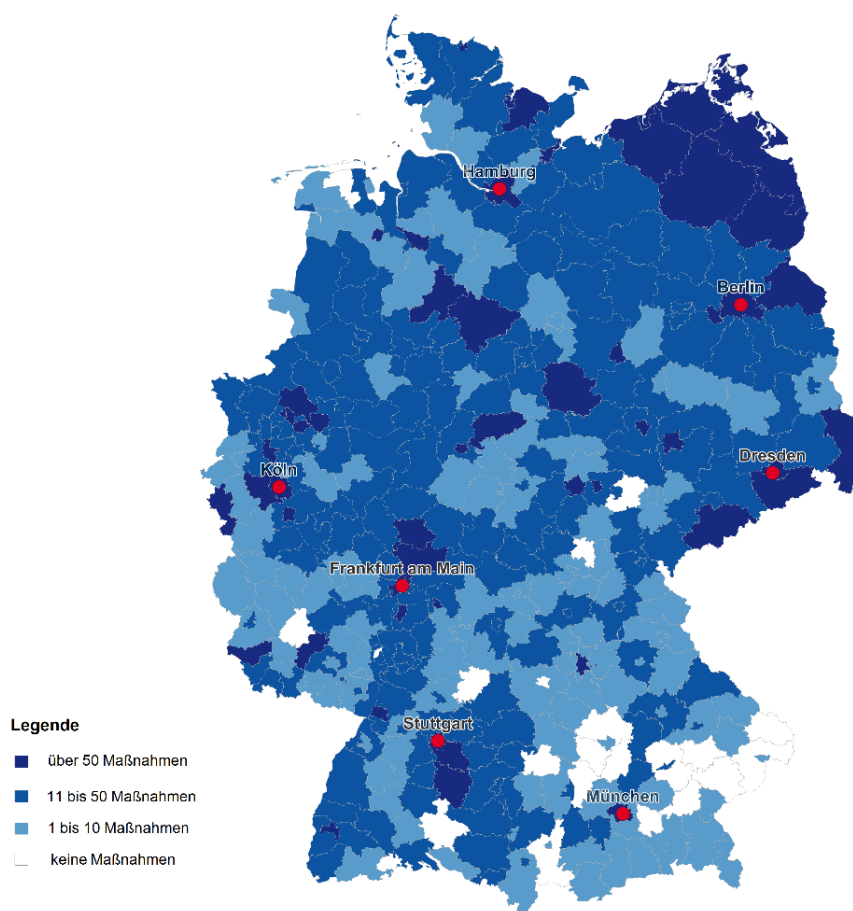 Hamburg
Berlin
Köln
Dresden
Frankfurt am Main
Stuttgart
München
Legende
über 50 Maßnahmen
11 bis 50 Maßnahmen
1 bis 10 Maßnahmen
keine Maßnahmen